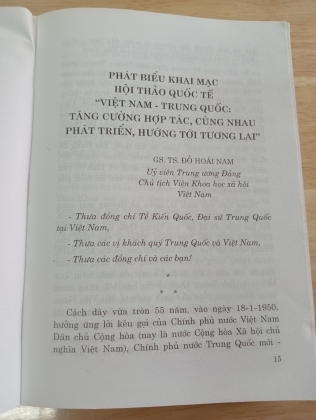 PHÁT BIỂU KHAI MẠC
HỘI THẢO QUỐC TẾ
“VIỆT NAM - TRUNG QUỐC:
TĂNG CƯỜNG HỢP TÁC, CÙNG NHAU
PHÁT TRIỂN, HƯỚNG TỚI TƯƠNG LAI”
GS. TS. ĐỖ HOÀI NAM
Uỷ viên Trung ương Đảng
Chủ tịch Viện Khoa học xã hội
Việt Nam
- Thưa đồng chí Tề Kiến Quốc, Đại sứ Trung Quốc
tại Việt Nam,
- Thưa các vị khách quý Trung Quốc và Việt Nam,
- Thưa các đồng chí và các bạn!
*
* *
Cách đây vừa tròn 55 năm, vào ngày 18-1-1950,
hưởng ứng lời kêu gọi của Chính phủ nước Việt Nam
Dân chủ Cộng hòa (nay là nước Cộng hòa Xã hội chủ
nghĩa Việt Nam), Chính phủ nước Trung Quốc mới -
15